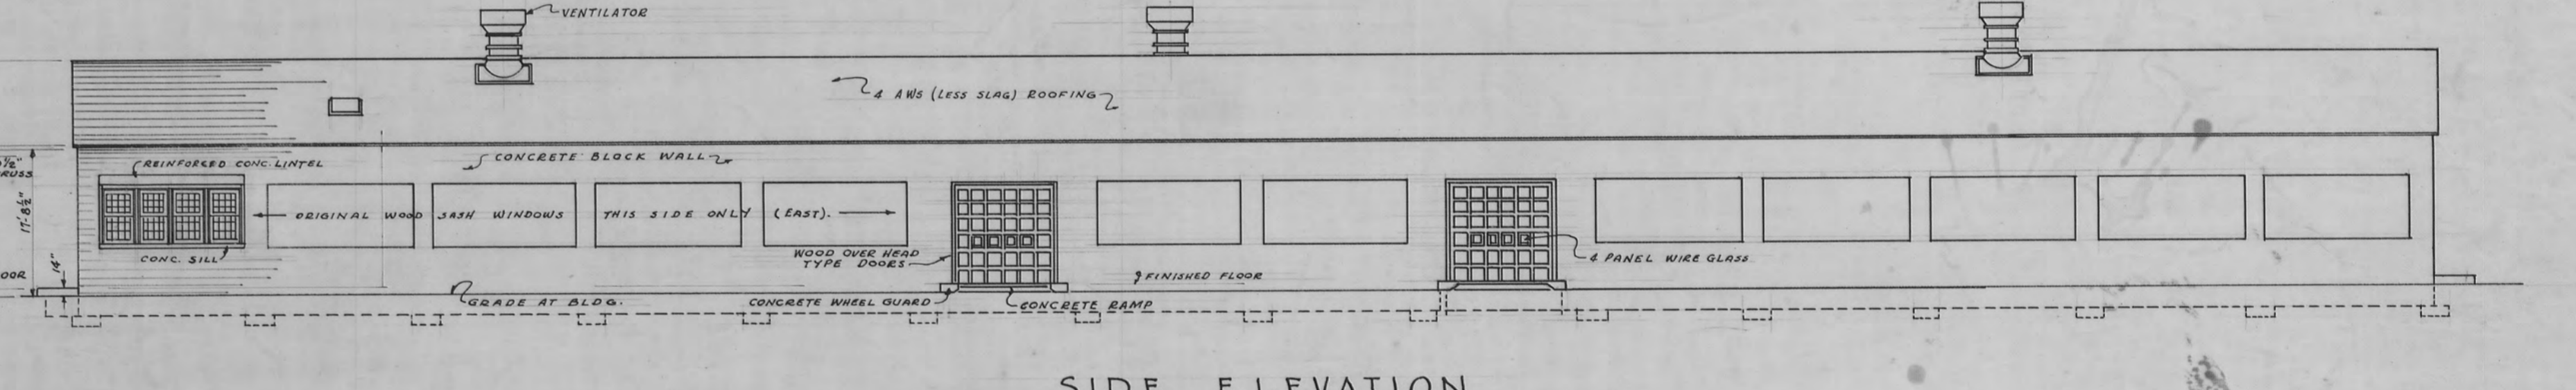 VENTILATOR
4 AWS (LESS SLAG) ROOFING
REINFORCED CONC. LINTEL
CONCRETE BLOCK WALL
17'-8½"
ORIGINAL WOOD SASH WINDOWS THIS SIDE ONLY (EAST).
CONC. SILL
14"
WOOD OVER HEAD
TYPE DOORS
4 PANEL WIRE GLASS
FINISHED FLOOR
GRADE AT BLDG.
CONCRETE WHEEL GUARD
CONCRETE RAMP
SIDE ELEVATION